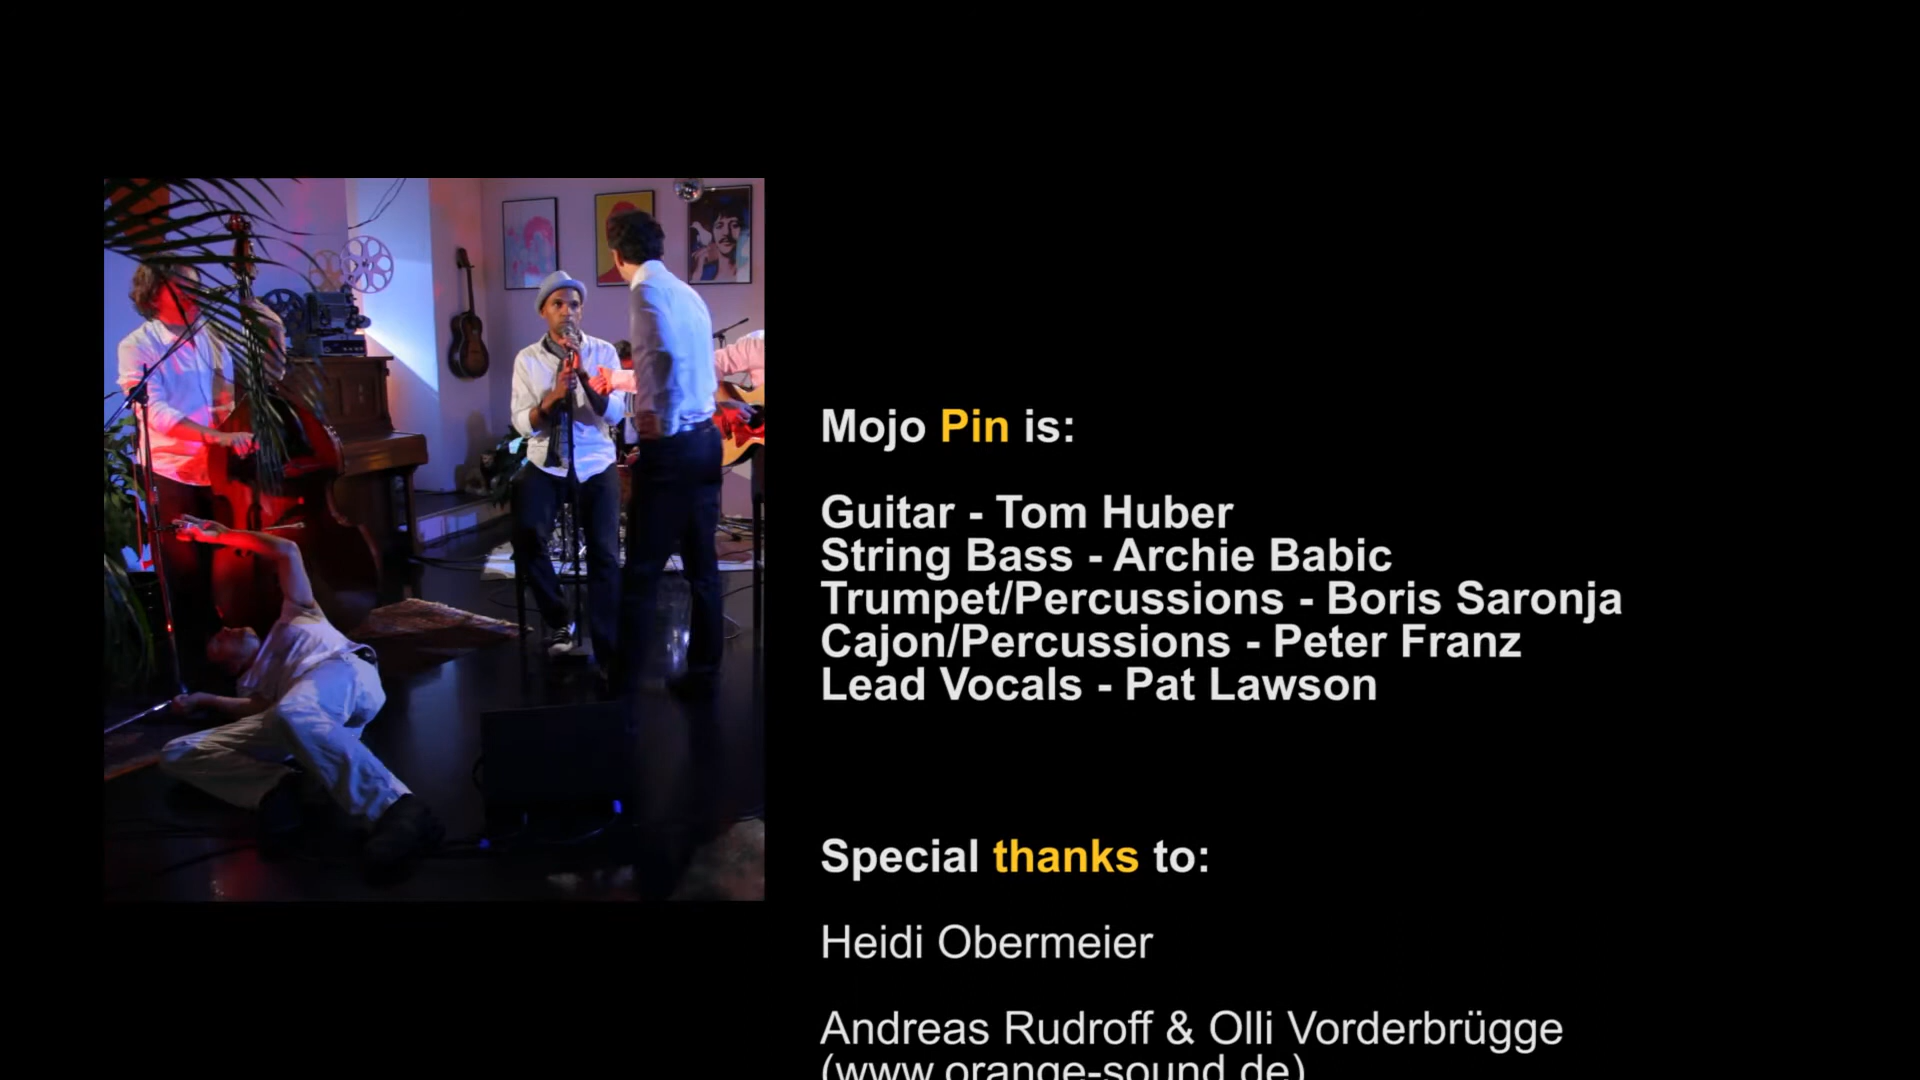 Mojo Pin is:
Guitar - Tom Huber
String Bass - Archie Babic
Trumpet/Percussions - Boris Saronja
Cajon/Percussions - Peter Franz
Lead Vocals - Pat Lawson
Special thanks to:
Heidi Obermeier
Andreas Rudroff & Olli Vorderbrügge
(www.orange-sound.de)